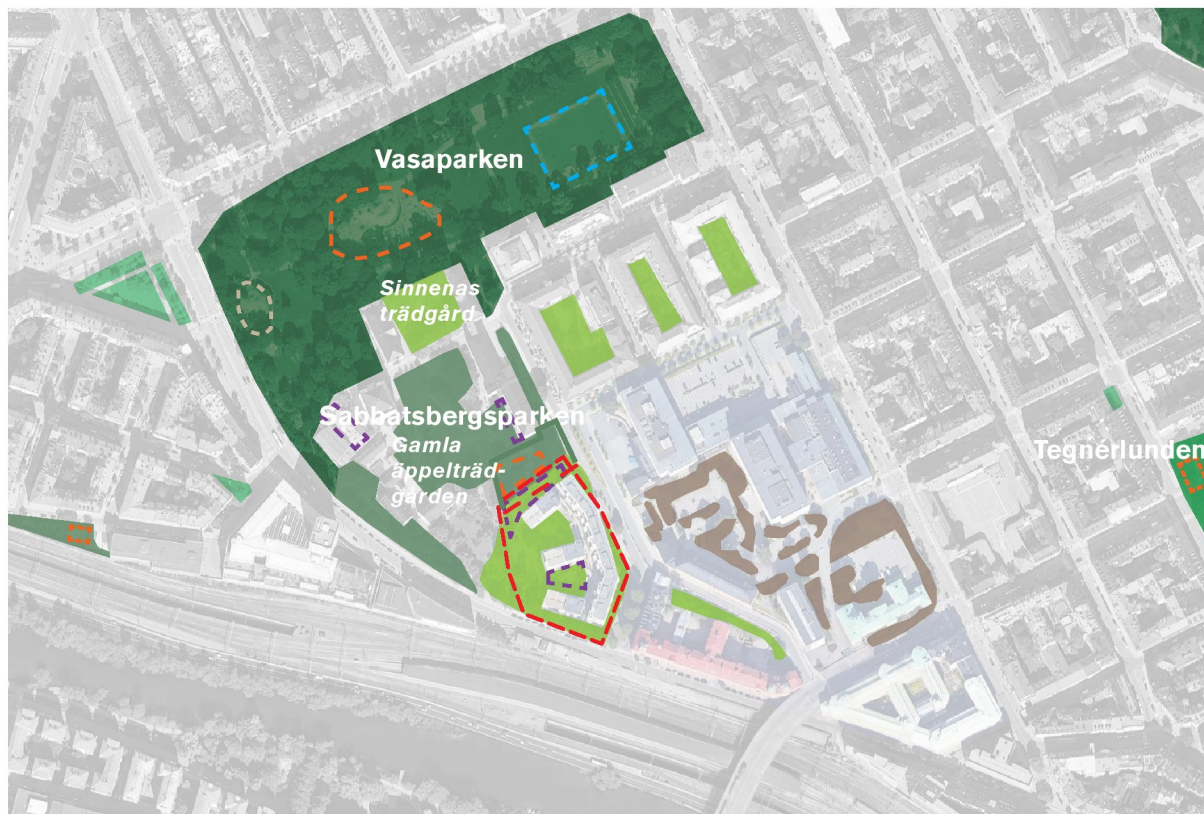 Vasaparken
Sinnenas
trädgård
Sabbatsbergsparken
Gamla
äppelträd-
gården
Tegnerlunden